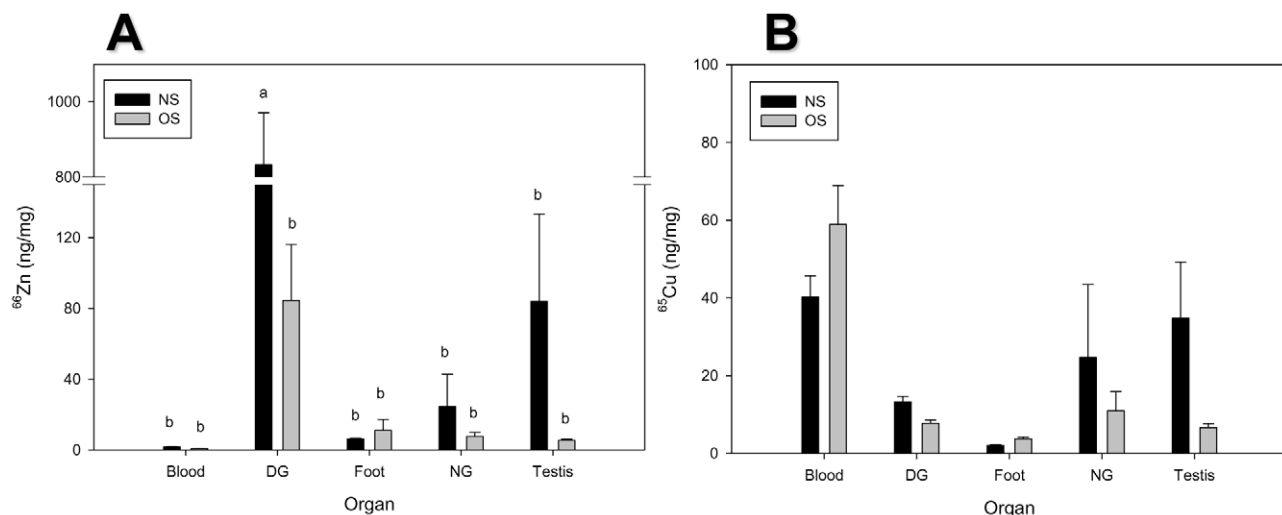 A
⁶⁶Zn (ng/mg)
1000
800
120
80
40
0
NS
OS
a
b
b
b
b
b
b
b
b
b
Blood DG Foot NG Testis
Organ
B
⁶⁵Cu (ng/mg)
100
80
60
40
20
0
NS
OS
Blood DG Foot NG Testis
Organ